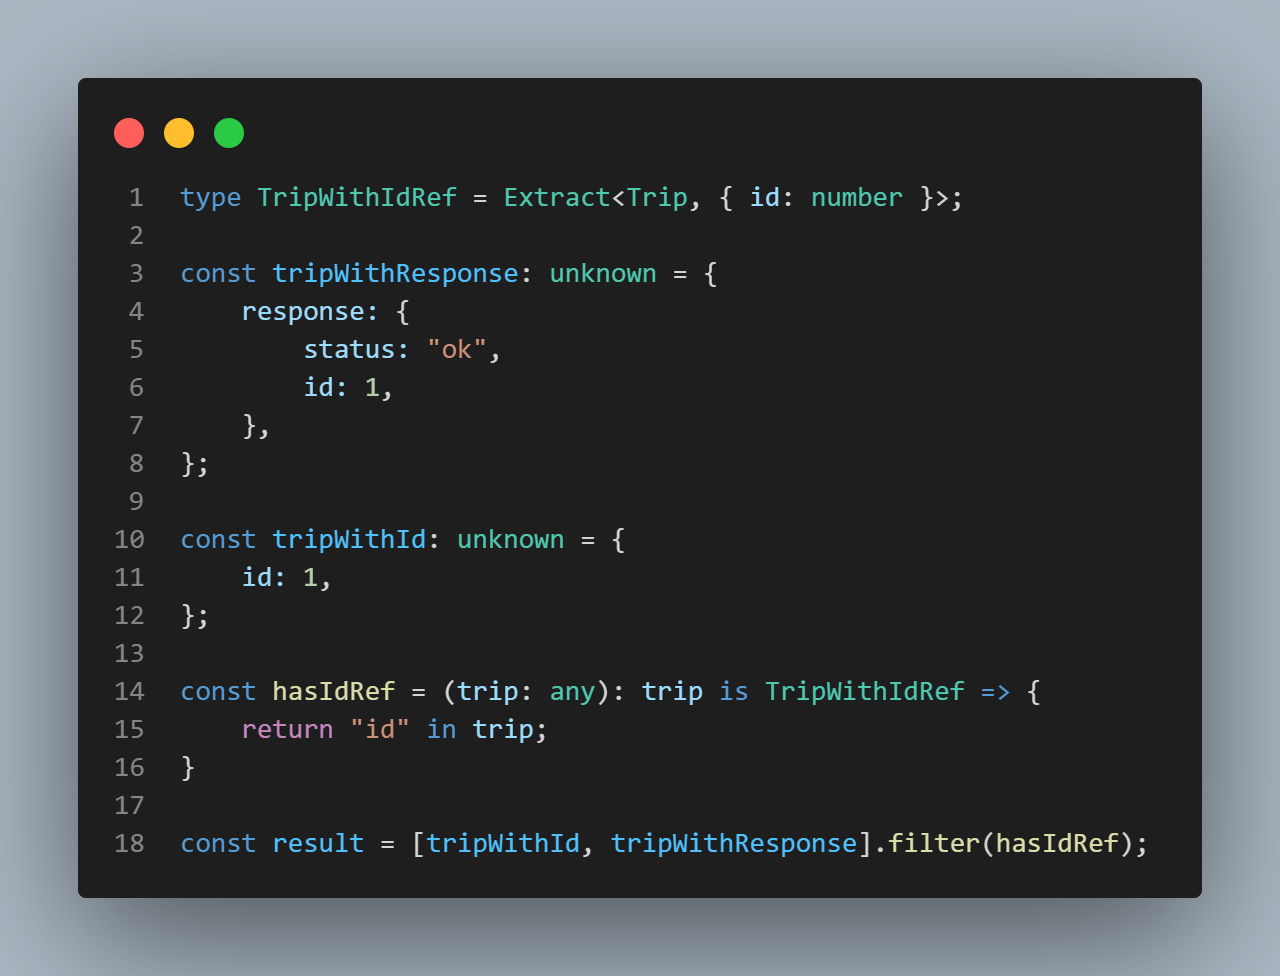 1 type TripWithIdRef = Extract<Trip, { id: number }>;
2
3 const tripWithResponse: unknown = {
4     response: {
5         status: "ok",
6         id: 1,
7     },
8 };
9
10 const tripWithId: unknown = {
11     id: 1,
12 };
13
14 const hasIdRef = (trip: any): trip is TripWithIdRef => {
15     return "id" in trip;
16 }
17
18 const result = [tripWithId, tripWithResponse].filter(hasIdRef);